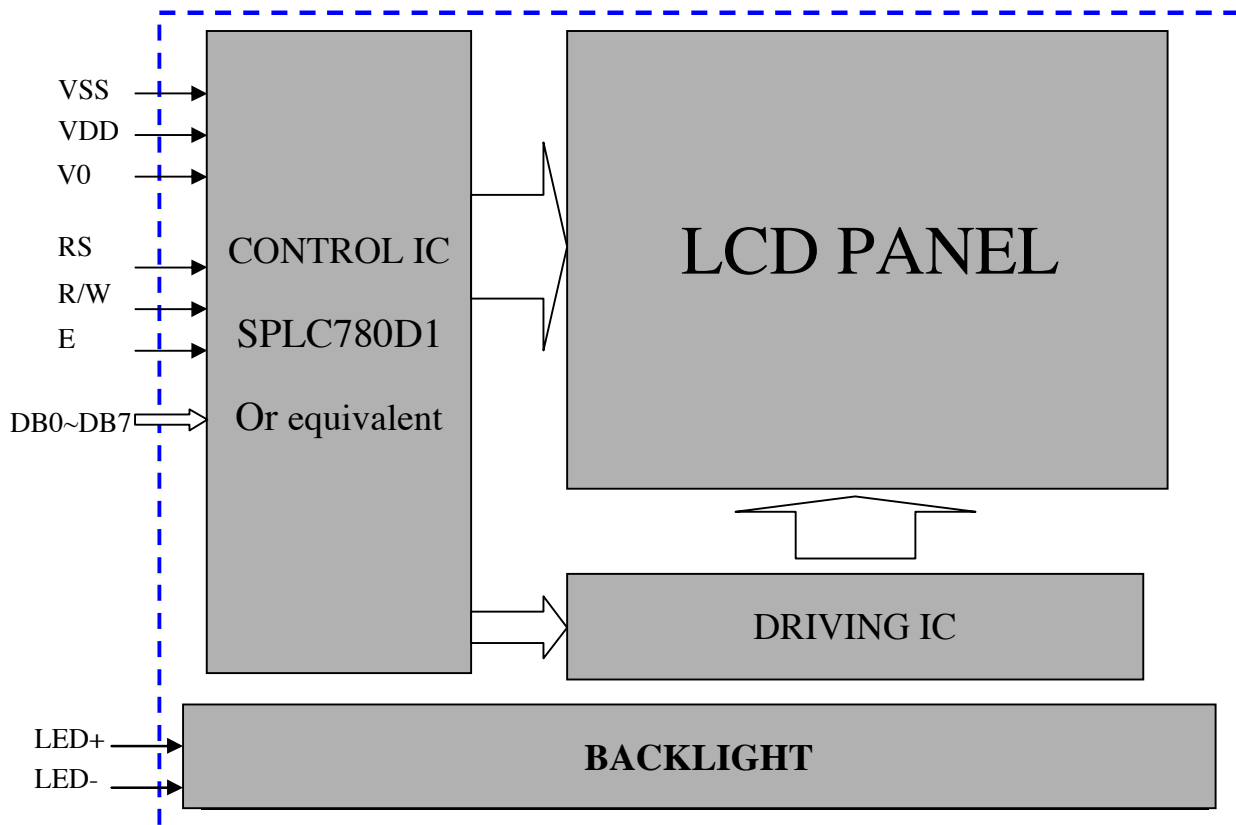 VSS
VDD
V0
RS
R/W
E
DB0~DB7
CONTROL IC
SPLC780D1
Or equivalent
LCD PANEL
DRIVING IC
LED+
LED-
BACKLIGHT